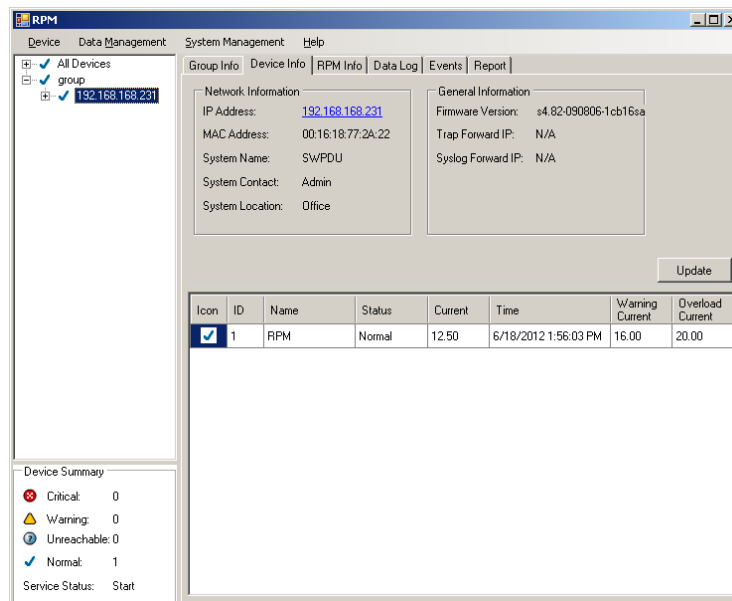 RPM
Device Data Management System Management Help
All Devices
group
192.168.168.231
Group Info Device Info RPM Info Data Log Events Report
Network Information
IP Address: 192.168.168.231
MAC Address: 00:16:18:77:2A:22
System Name: SWPDU
System Contact: Admin
System Location: Office
General Information
Firmware Version: s4.82-090806-1cb16sa
Trap Forward IP: N/A
Syslog Forward IP: N/A
Update
Icon ID Name Status Current Time Warning Current Overload Current
1 RPM Normal 12.50 6/18/2012 1:56:03 PM 16.00 20.00
Device Summary
Critical: 0
Warning: 0
Unreachable: 0
Normal: 1
Service Status: Start